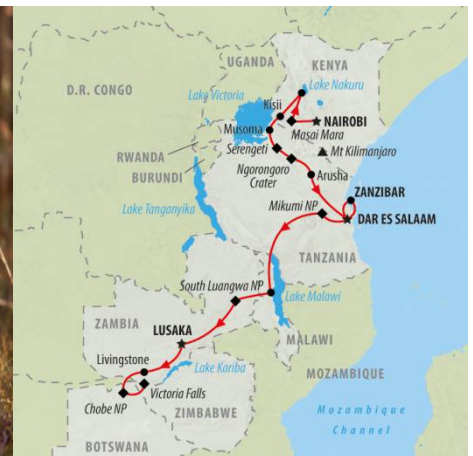 UGANDA
KENYA
D.R. CONGO
Lake Nakuru
Lake Victoria
Kisii
NAIROBI
Musoma
Masai Mara
Serengeti
Mt Kilimanjaro
RWANDA
Ngorongoro
Crater
BURUNDI
Arusha
ZANZIBAR
Lake Tanganyika
Mikumi NP
DAR ES SALAAM
TANZANIA
South Luangwa NP
Lake Malawi
ZAMBIA
LUSAKA
MALAWI
Livingstone
Lake Kariba
MOZAMBIQUE
Victoria Falls
Chobe NP
ZIMBABWE
Mozambique
Channel
BOTSWANA